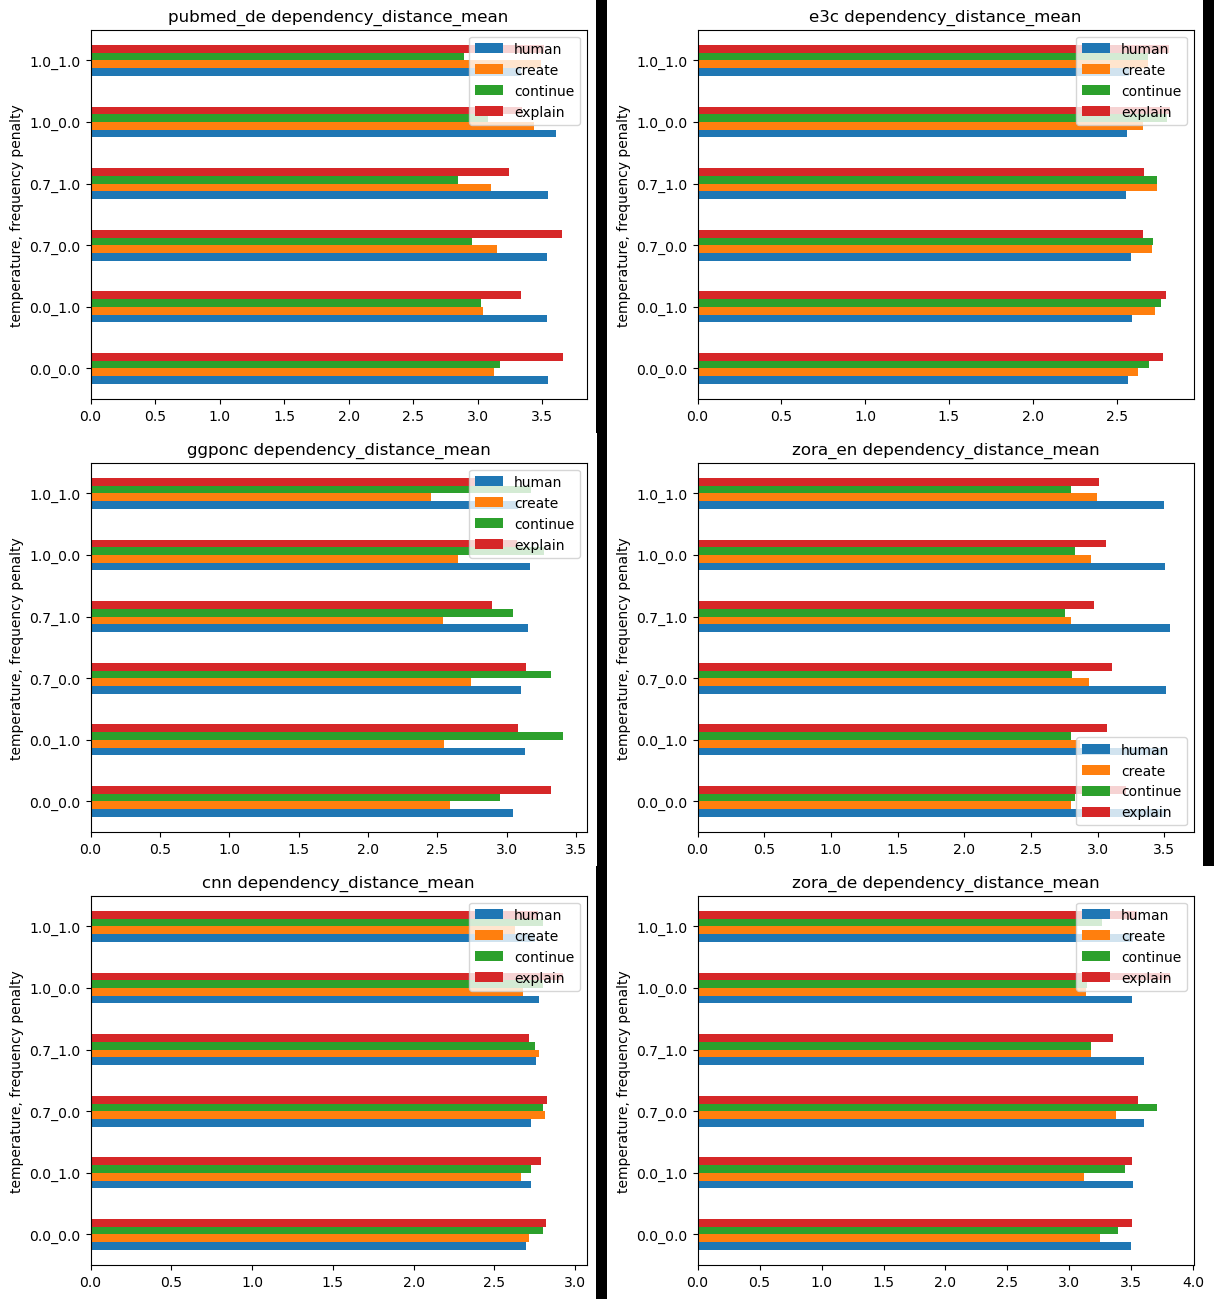 pubmed_de dependency_distance_mean
temperature, frequency penalty
1.0_1.0
1.0_0.0
0.7_1.0
0.7_0.0
0.0_1.0
0.0_0.0
0.0 0.5 1.0 1.5 2.0 2.5 3.0 3.5
human
create
continue
explain
e3c dependency_distance_mean
temperature, frequency penalty
1.0_1.0
1.0_0.0
0.7_1.0
0.7_0.0
0.0_1.0
0.0_0.0
0.0 0.5 1.0 1.5 2.0 2.5
human
create
continue
explain
ggponc dependency_distance_mean
temperature, frequency penalty
1.0_1.0
1.0_0.0
0.7_1.0
0.7_0.0
0.0_1.0
0.0_0.0
0.0 0.5 1.0 1.5 2.0 2.5 3.0 3.5
human
create
continue
explain
zora_en dependency_distance_mean
temperature, frequency penalty
1.0_1.0
1.0_0.0
0.7_1.0
0.7_0.0
0.0_1.0
0.0_0.0
0.0 0.5 1.0 1.5 2.0 2.5 3.0 3.5
human
create
continue
explain
cnn dependency_distance_mean
temperature, frequency penalty
1.0_1.0
1.0_0.0
0.7_1.0
0.7_0.0
0.0_1.0
0.0_0.0
0.0 0.5 1.0 1.5 2.0 2.5 3.0
human
create
continue
explain
zora_de dependency_distance_mean
temperature, frequency penalty
1.0_1.0
1.0_0.0
0.7_1.0
0.7_0.0
0.0_1.0
0.0_0.0
0.0 0.5 1.0 1.5 2.0 2.5 3.0 3.5 4.0
human
create
continue
explain